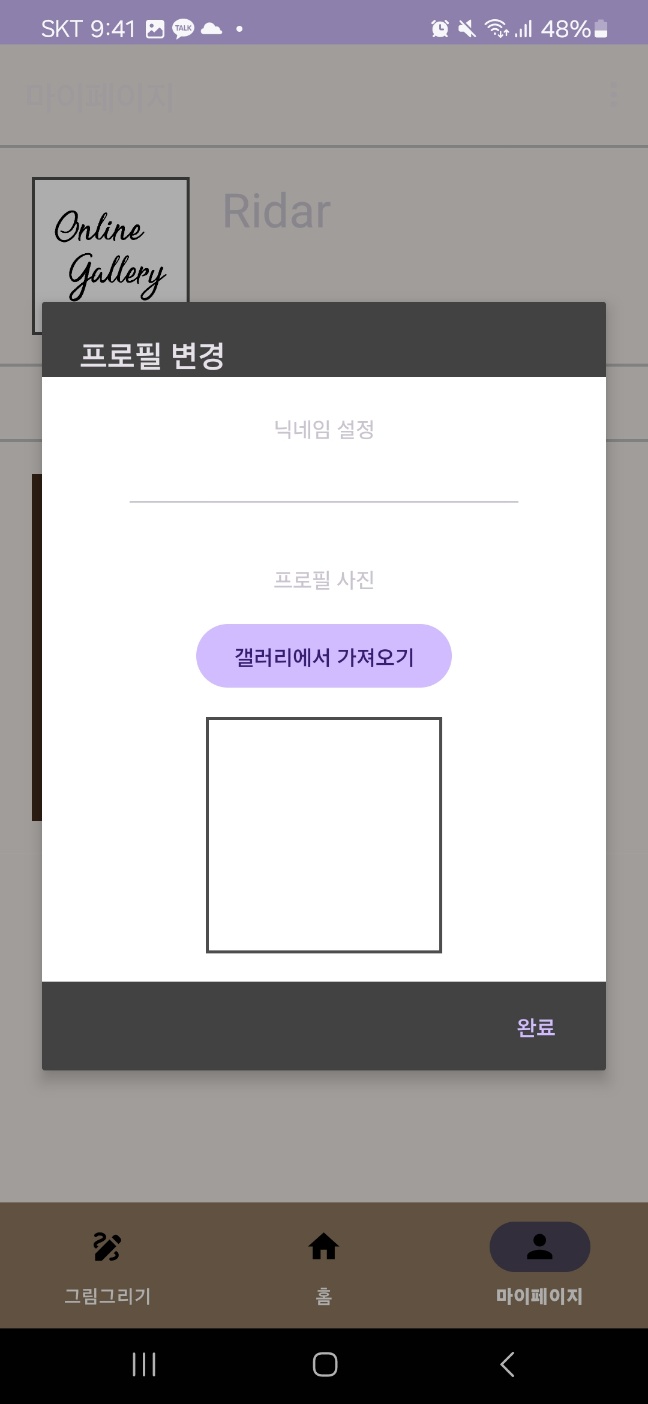 SKT 9:41 TALK 48%
마이페이지
Ridar
Online
Gallery
프로필 변경
닉네임 설정
프로필 사진
갤러리에서 가져오기
완료
그림그리기 홈 마이페이지